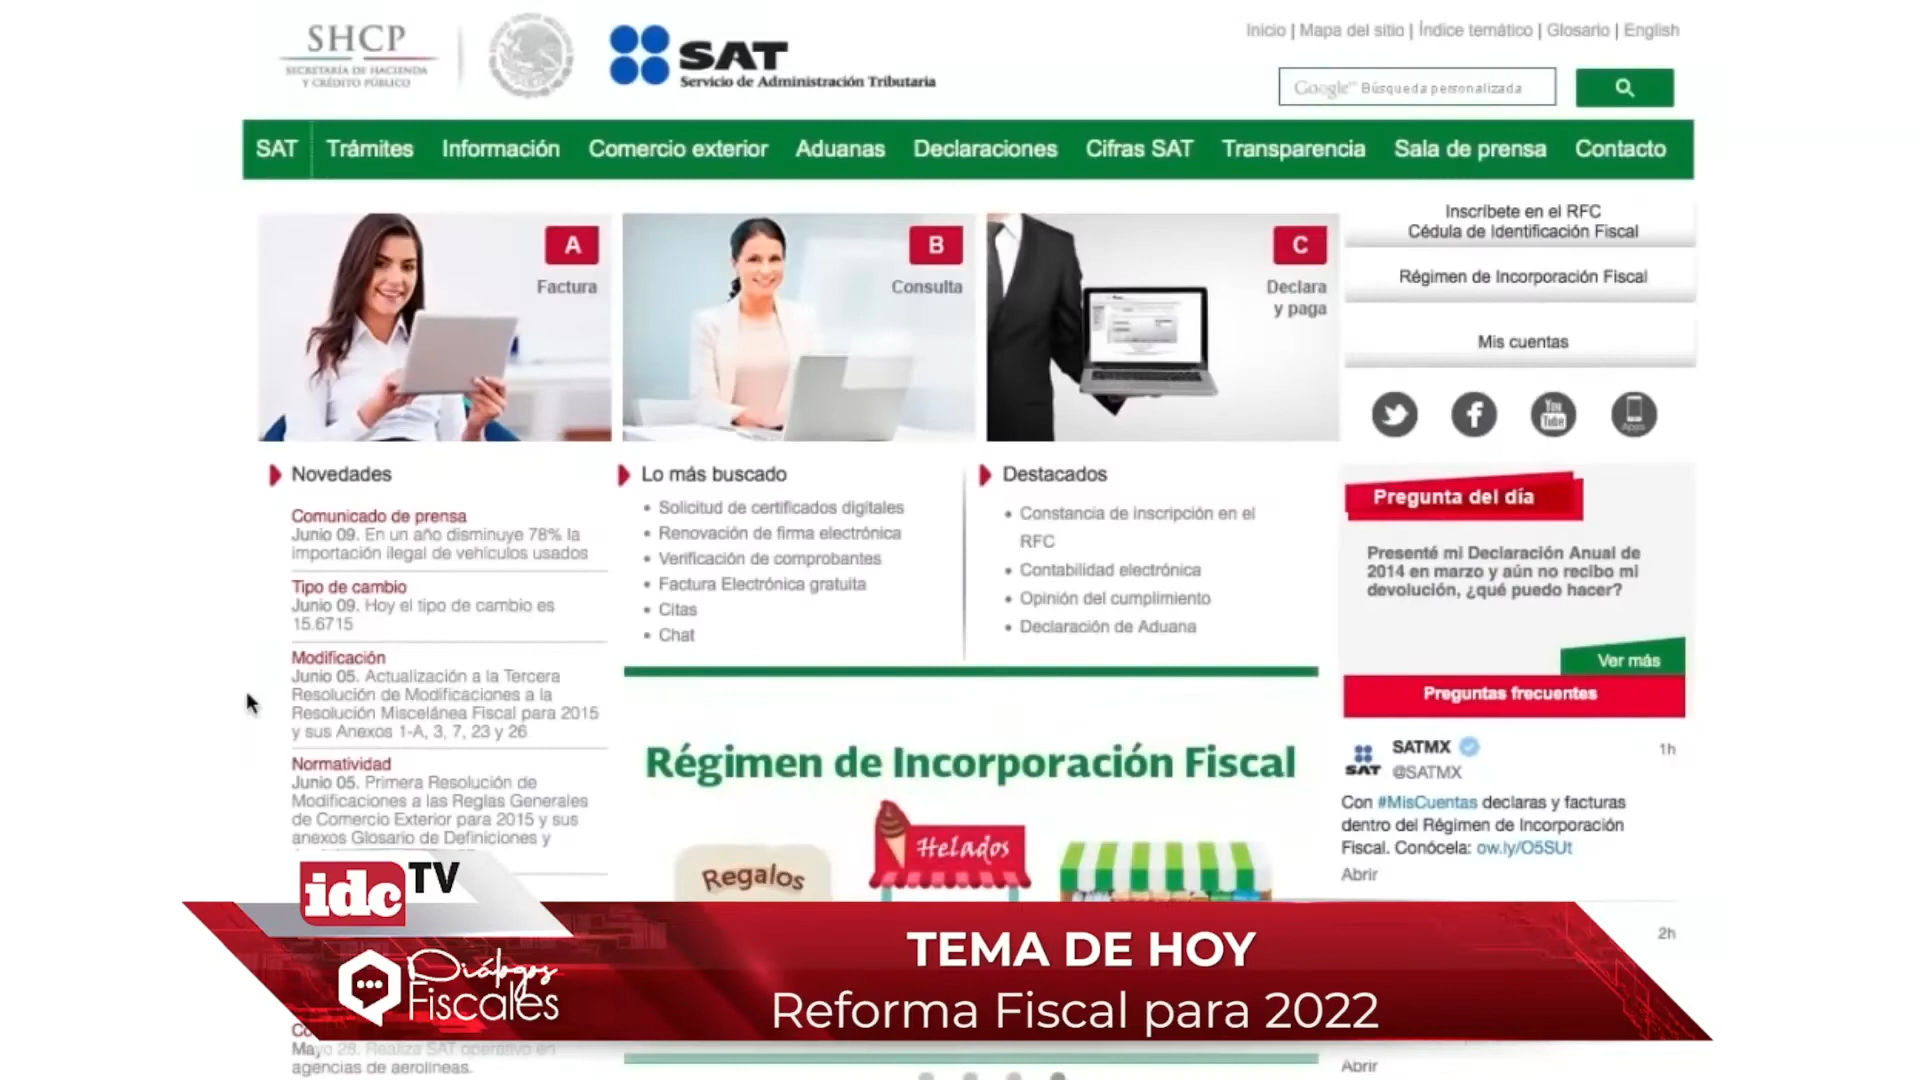 SHCP
SECRETARÍA DE HACIENDA
Y CRÉDITO PÚBLICO
SAT
Servicio de Administración Tributaria
Inicio | Mapa del sitio | Índice temático | Glosario | English
Google™ Búsqueda personalizada
SAT Trámites Información Comercio exterior Aduanas Declaraciones Cifras SAT Transparencia Sala de prensa Contacto
A
Factura
B
Consulta
C
Declara
y paga
Inscríbete en el RFC
Cédula de Identificación Fiscal
Régimen de Incorporación Fiscal
Mis cuentas
You
Tube
Apps
Novedades
Comunicado de prensa
Junio 09. En un año disminuye 78% la
importación ilegal de vehículos usados
Tipo de cambio
Junio 09. Hoy el tipo de cambio es
15.6715
Modificación
Junio 05. Actualización a la Tercera
Resolución de Modificaciones a la
Resolución Miscelánea Fiscal para 2015
y sus Anexos 1-A, 3, 7, 23 y 26
Normatividad
Junio 05. Primera Resolución de
Modificaciones a las Reglas Generales
de Comercio Exterior para 2015 y sus
anexos Glosario de Definiciones y
Lo más buscado
• Solicitud de certificados digitales
• Renovación de firma electrónica
• Verificación de comprobantes
• Factura Electrónica gratuita
• Citas
• Chat
Destacados
• Constancia de inscripción en el
RFC
• Contabilidad electrónica
• Opinión del cumplimiento
• Declaración de Aduana
Pregunta del día
Presenté mi Declaración Anual de
2014 en marzo y aún no recibo mi
devolución, ¿qué puedo hacer?
Ver más
Preguntas frecuentes
Régimen de Incorporación Fiscal
Regalos
Helados
SAT
SATMX
@SATMX
1h
Con #MisCuentas declaras y facturas
dentro del Régimen de Incorporación
Fiscal. Conócela: ow.ly/O5SUt
Abrir
2h
idc TV
Diálogos
Fiscales
TEMA DE HOY
Reforma Fiscal para 2022
Mayo 28. Realiza SAT operativo en
agencias de aerolíneas.
Abrir